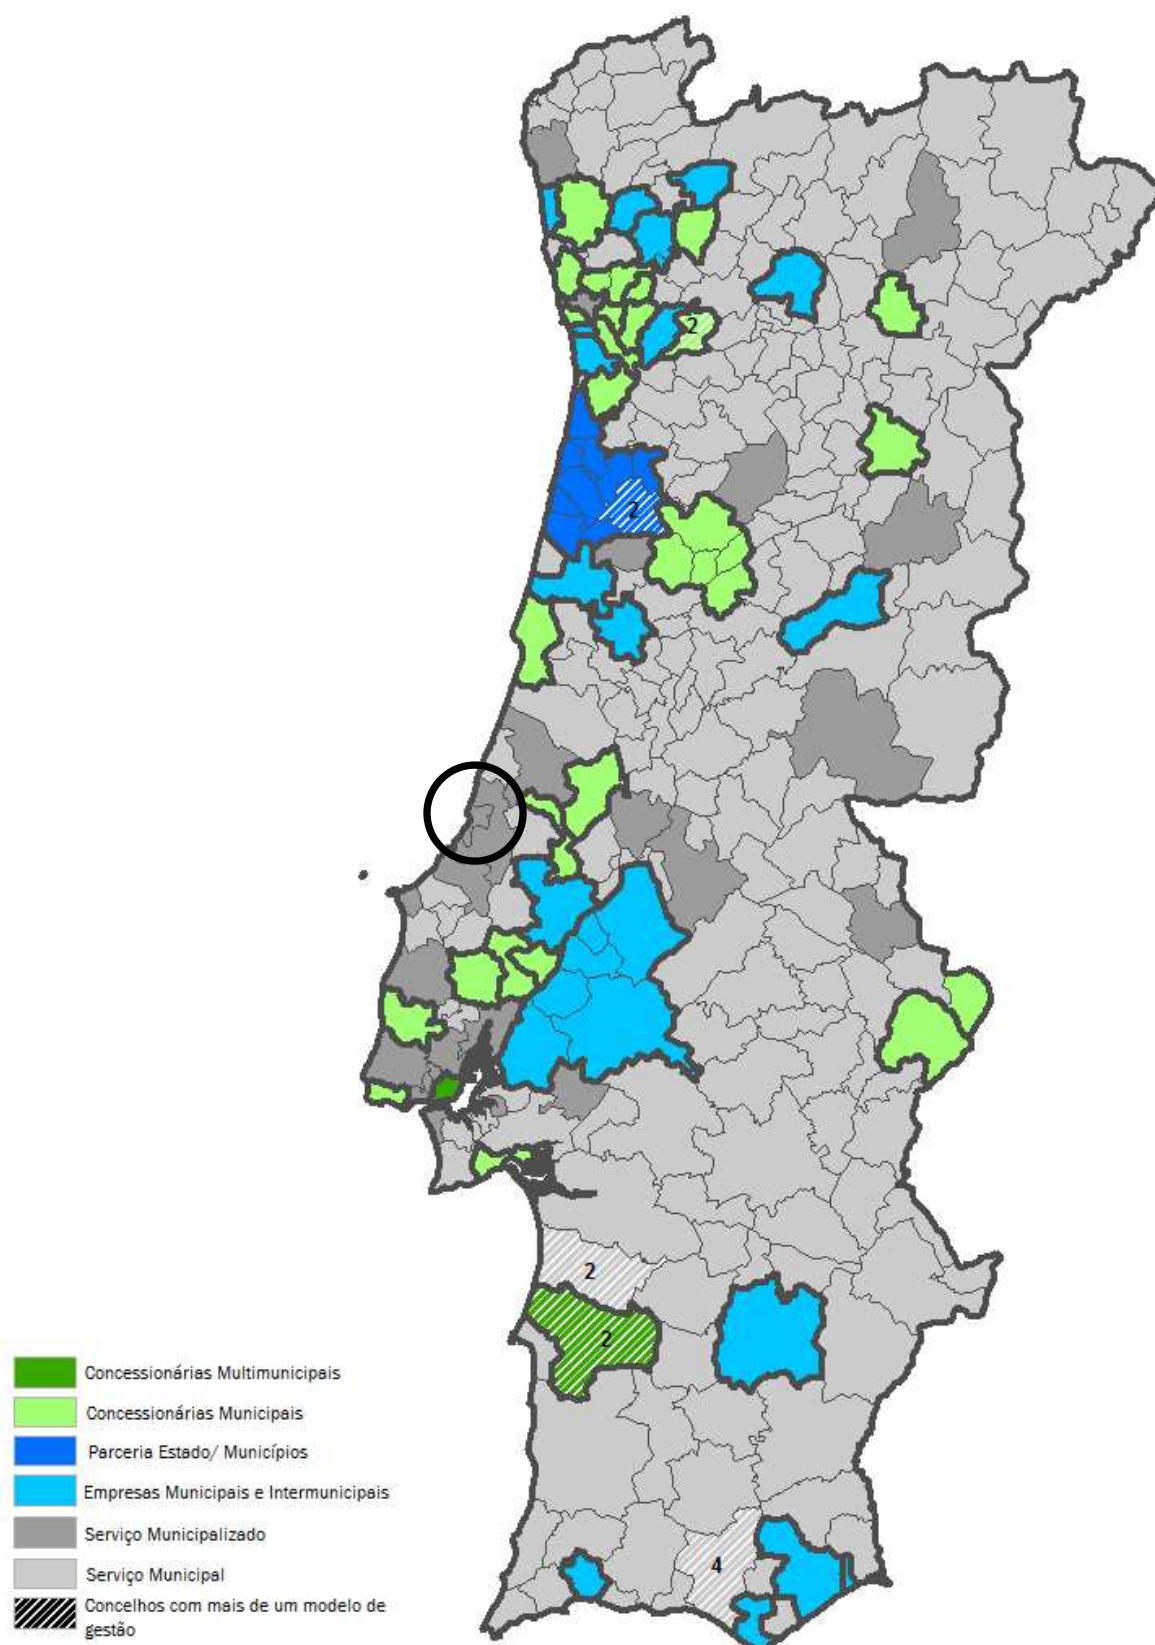 2
2
2
2
4
Concessionárias Multimunicipais
Concessionárias Municipais
Parceria Estado/ Municípios
Empresas Municipais e Intermunicipais
Serviço Municipalizado
Serviço Municipal
Concelhos com mais de um modelo de
gestão